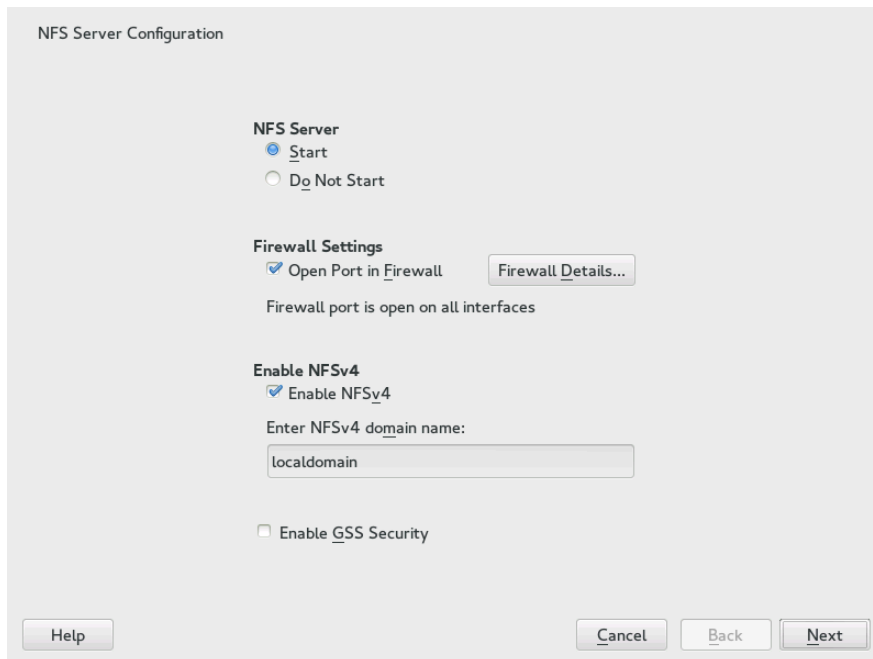 NFS Server Configuration
NFS Server
Start
Do Not Start
Firewall Settings
Open Port in Firewall
Firewall Details...
Firewall port is open on all interfaces
Enable NFSv4
Enable NFSv4
Enter NFSv4 domain name:
localdomain
Enable GSS Security
Help
Cancel
Back
Next